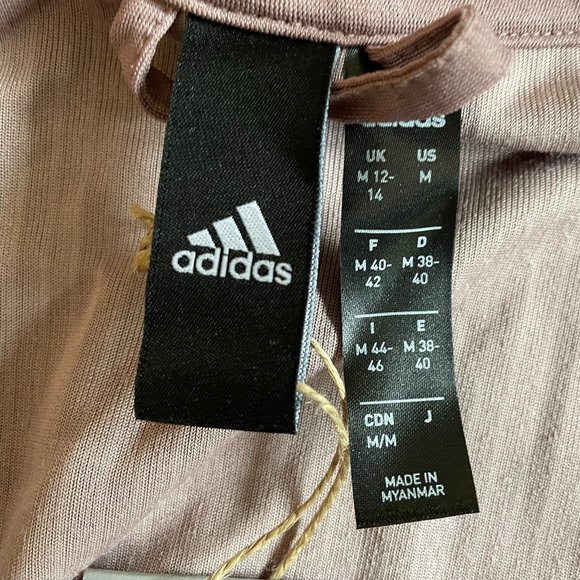 adidas
adidas
UK US
M 12- M
14
F D
M 40- M 38-
42 40
I E
M 44- M 38-
46 40
CDN J
M/M
MADE IN
MYANMAR